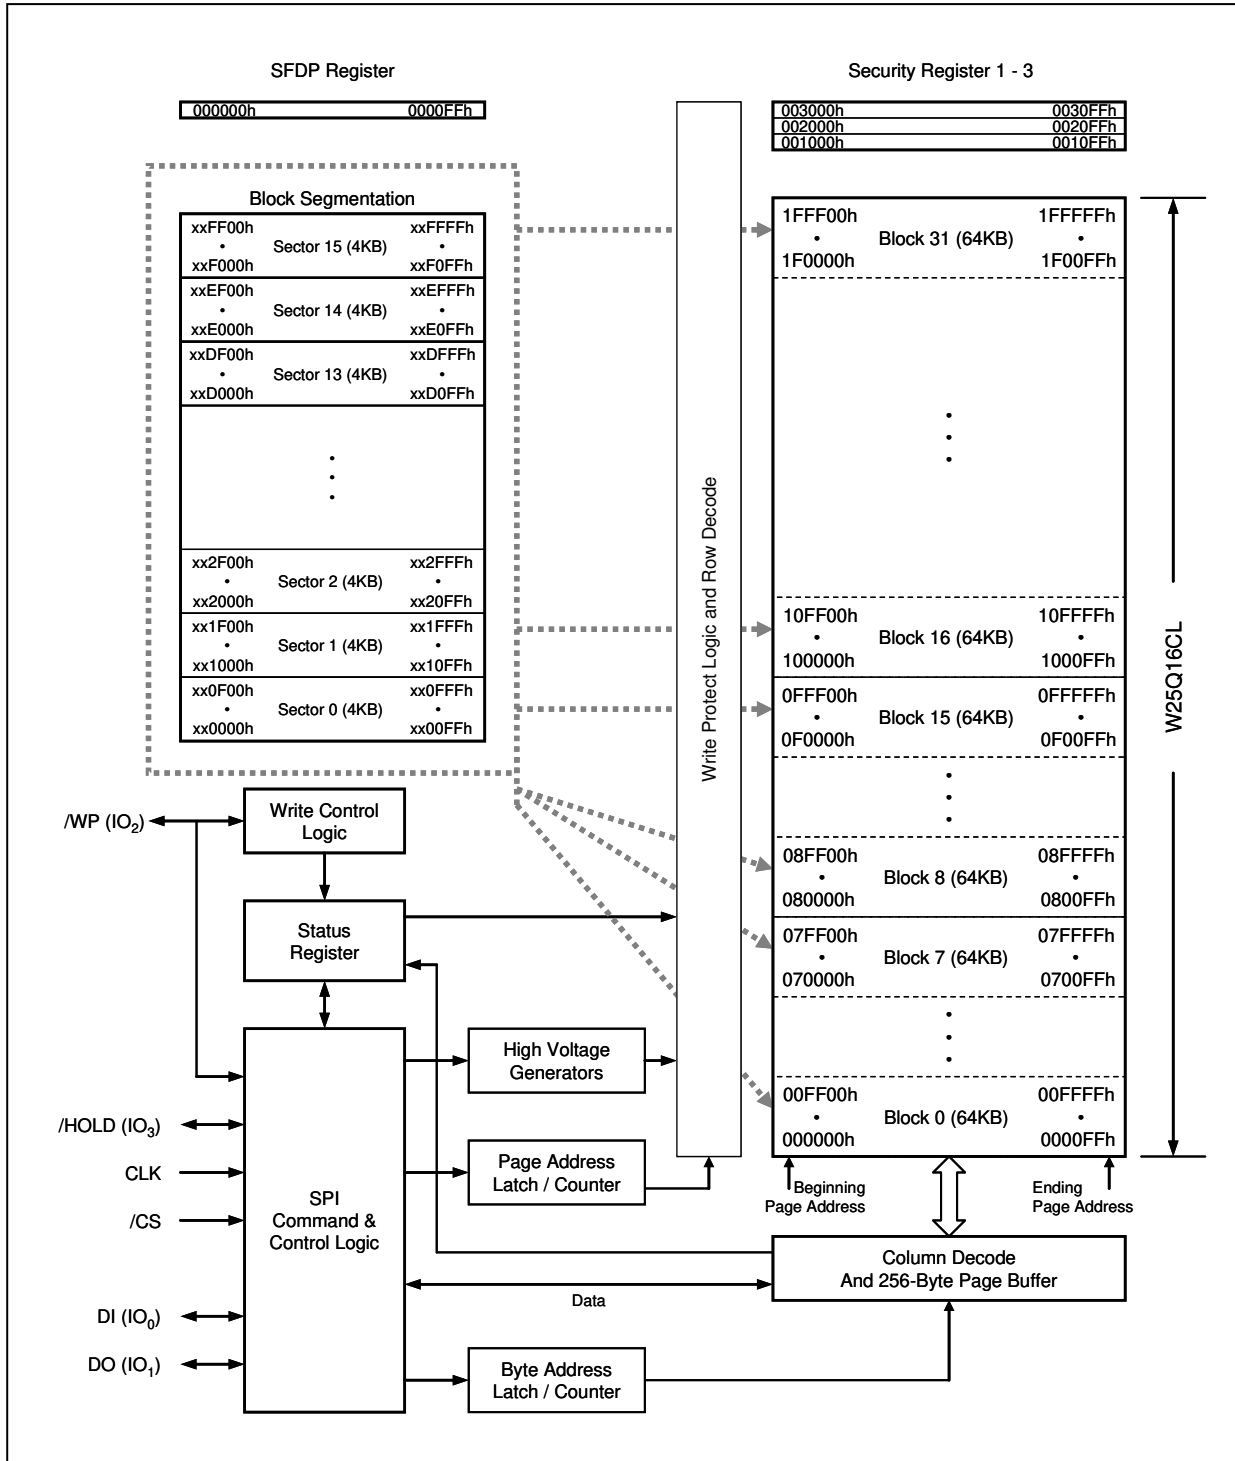 SFDP Register
000000h 0000FFh
Security Register 1 - 3
003000h 0030FFh
002000h 0020FFh
001000h 0010FFh
Block Segmentation
xxFF00h xxFFFFh
• Sector 15 (4KB) •
xxF000h xxF0FFh
xxEF00h xxEFFFh
• Sector 14 (4KB) •
xxE000h xxE0FFh
xxDF00h xxDFFFh
• Sector 13 (4KB) •
xxD000h xxD0FFh
xx2F00h xx2FFFh
• Sector 2 (4KB) •
xx2000h xx20FFh
xx1F00h xx1FFFh
• Sector 1 (4KB) •
xx1000h xx10FFh
xx0F00h xx0FFFh
• Sector 0 (4KB) •
xx0000h xx00FFh
Write Protect Logic and Row Decode
1FFF00h 1FFFFFh
• Block 31 (64KB) •
1F0000h 1F00FFh
10FF00h 10FFFFh
• Block 16 (64KB) •
100000h 1000FFh
0FFF00h 0FFFFFh
• Block 15 (64KB) •
0F0000h 0F00FFh
08FF00h 08FFFFh
• Block 8 (64KB) •
080000h 0800FFh
07FF00h 07FFFFh
• Block 7 (64KB) •
070000h 0700FFh
00FF00h 00FFFFh
• Block 0 (64KB) •
000000h 0000FFh
W25Q16CL
Beginning
Page Address
Ending
Page Address
/WP (IO2)
Write Control
Logic
Status
Register
High Voltage
Generators
/HOLD (IO3)
CLK
/CS
DI (IO0)
DO (IO1)
SPI
Command &
Control Logic
Page Address
Latch / Counter
Column Decode
And 256-Byte Page Buffer
Data
Byte Address
Latch / Counter